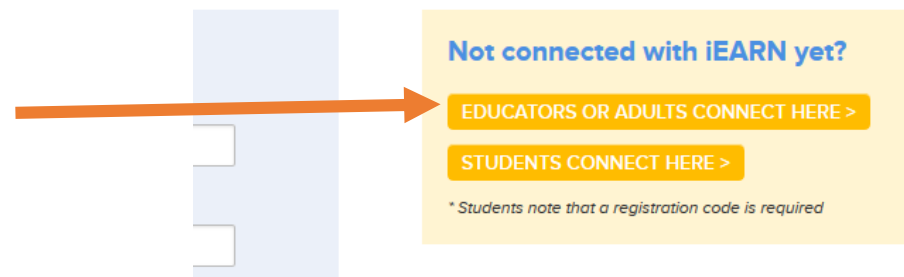 Not connected with iEARN yet?
EDUCATORS OR ADULTS CONNECT HERE >
STUDENTS CONNECT HERE >
* Students note that a registration code is required